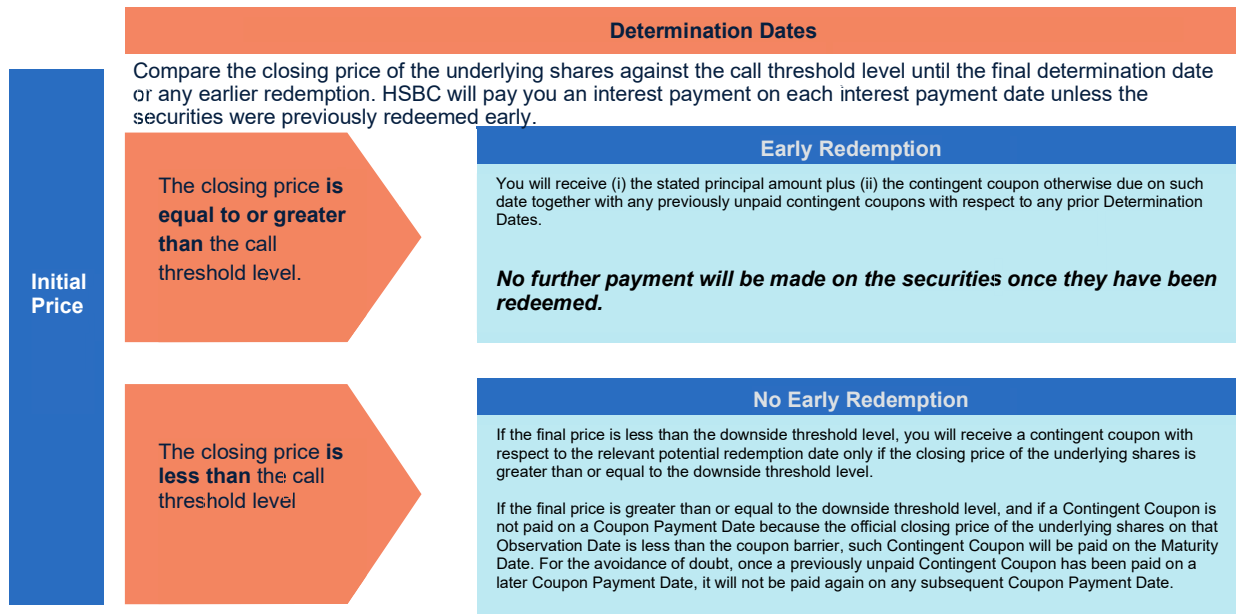 Determination Dates
Compare the closing price of the underlying shares against the call threshold level until the final determination date
or any earlier redemption. HSBC will pay you an interest payment on each interest payment date unless the
securities were previously redeemed early.
Initial
Price
The closing price is
equal to or greater
than the call
threshold level.
Early Redemption
You will receive (i) the stated principal amount plus (ii) the contingent coupon otherwise due on such
date together with any previously unpaid contingent coupons with respect to any prior Determination
Dates.
No further payment will be made on the securities once they have been
redeemed.
The closing price is
less than the call
threshold level
No Early Redemption
If the final price is less than the downside threshold level, you will receive a contingent coupon with
respect to the relevant potential redemption date only if the closing price of the underlying shares is
greater than or equal to the downside threshold level.
If the final price is greater than or equal to the downside threshold level, and if a Contingent Coupon is
not paid on a Coupon Payment Date because the official closing price of the underlying shares on that
Observation Date is less than the coupon barrier, such Contingent Coupon will be paid on the Maturity
Date. For the avoidance of doubt, once a previously unpaid Contingent Coupon has been paid on a
later Coupon Payment Date, it will not be paid again on any subsequent Coupon Payment Date.